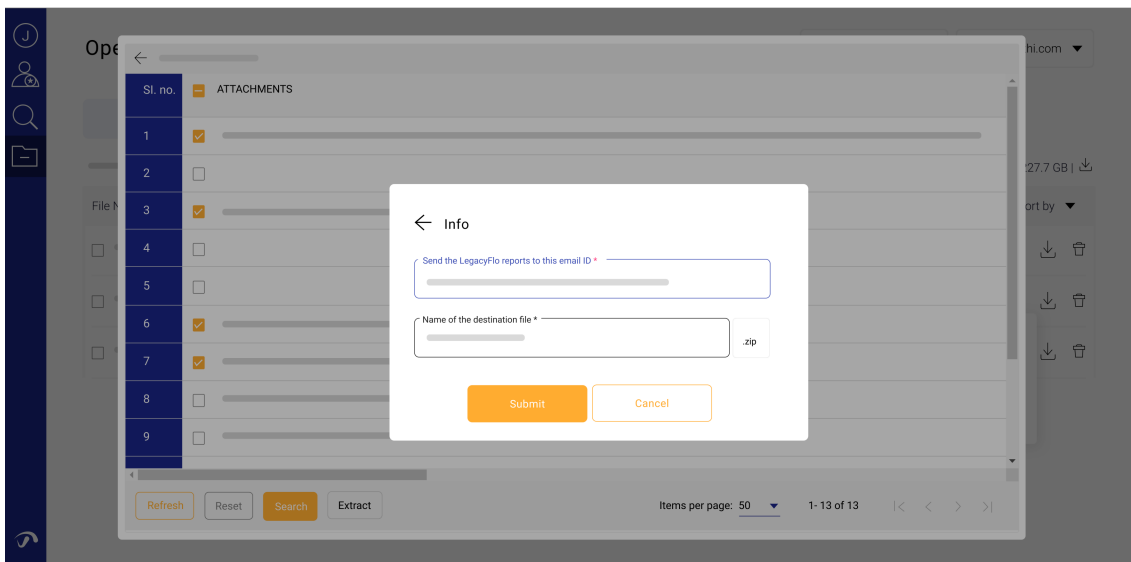 J
Ope
hi.com
Sl. no. ATTACHMENTS
1
2
27.7 GB |
3
File N
ort by
Info
4
Send the LegacyFlo reports to this email ID *
5
6
Name of the destination file *
.zip
7
8
Submit Cancel
9
Refresh Reset Search Extract Items per page: 50 1- 13 of 13